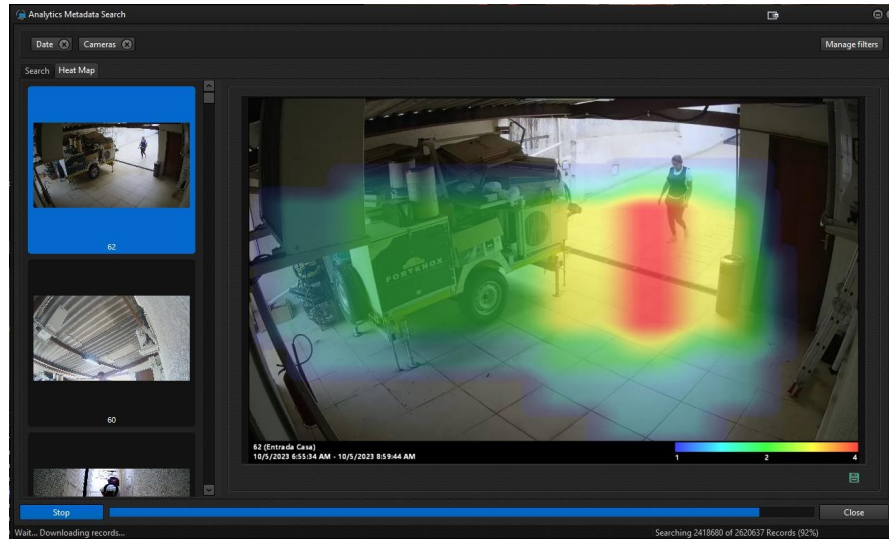 Analytics Metadata Search
Date
Cameras
Manage filters
Search
Heat Map
62
60
FORTKNOX
62 (Entrada Casa)
10/5/2023 6:55:34 AM - 10/5/2023 8:59:44 AM
1 2 4
Stop
Close
Wait... Downloading records...
Searching 2418680 of 2620637 Records (92%)